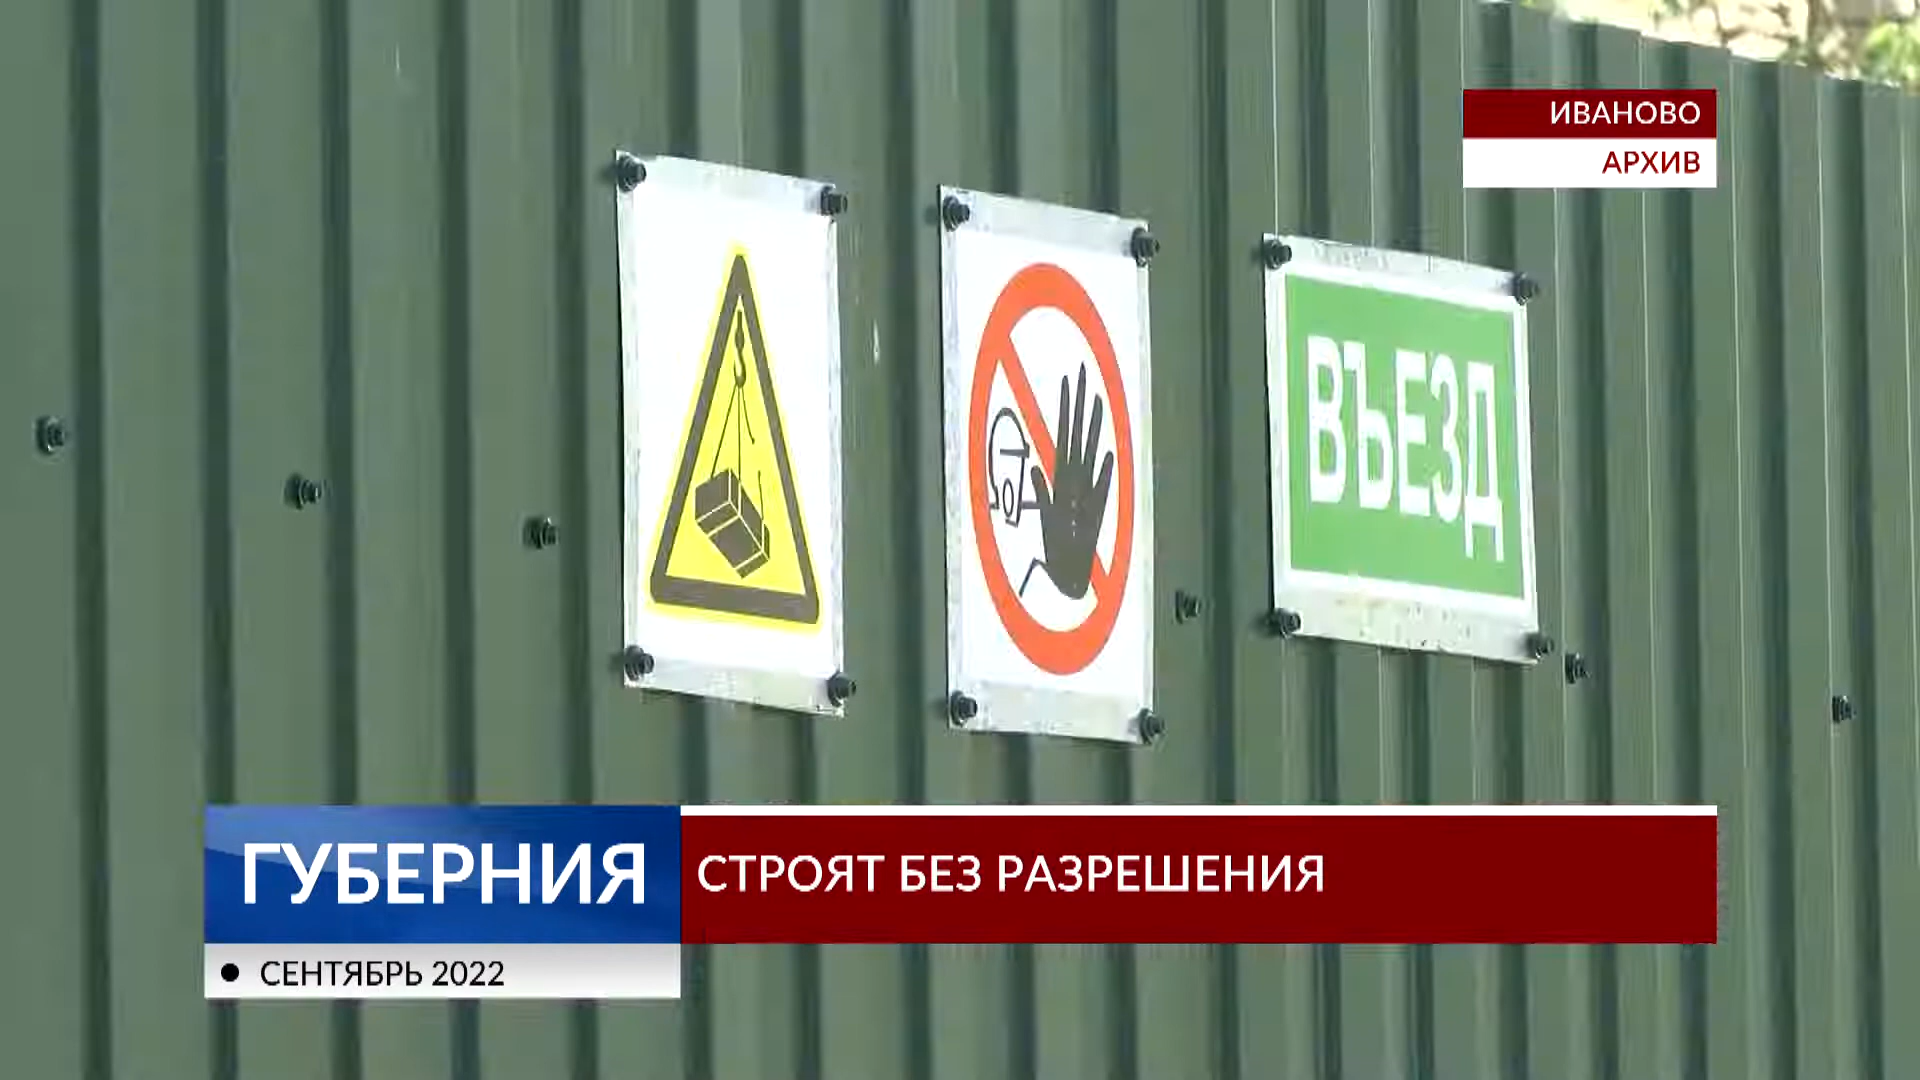 ИВАНОВО
АРХИВ
ВЪЕЗД
ГУБЕРНИЯ
СТРОЯТ БЕЗ РАЗРЕШЕНИЯ
СЕНТЯБРЬ 2022